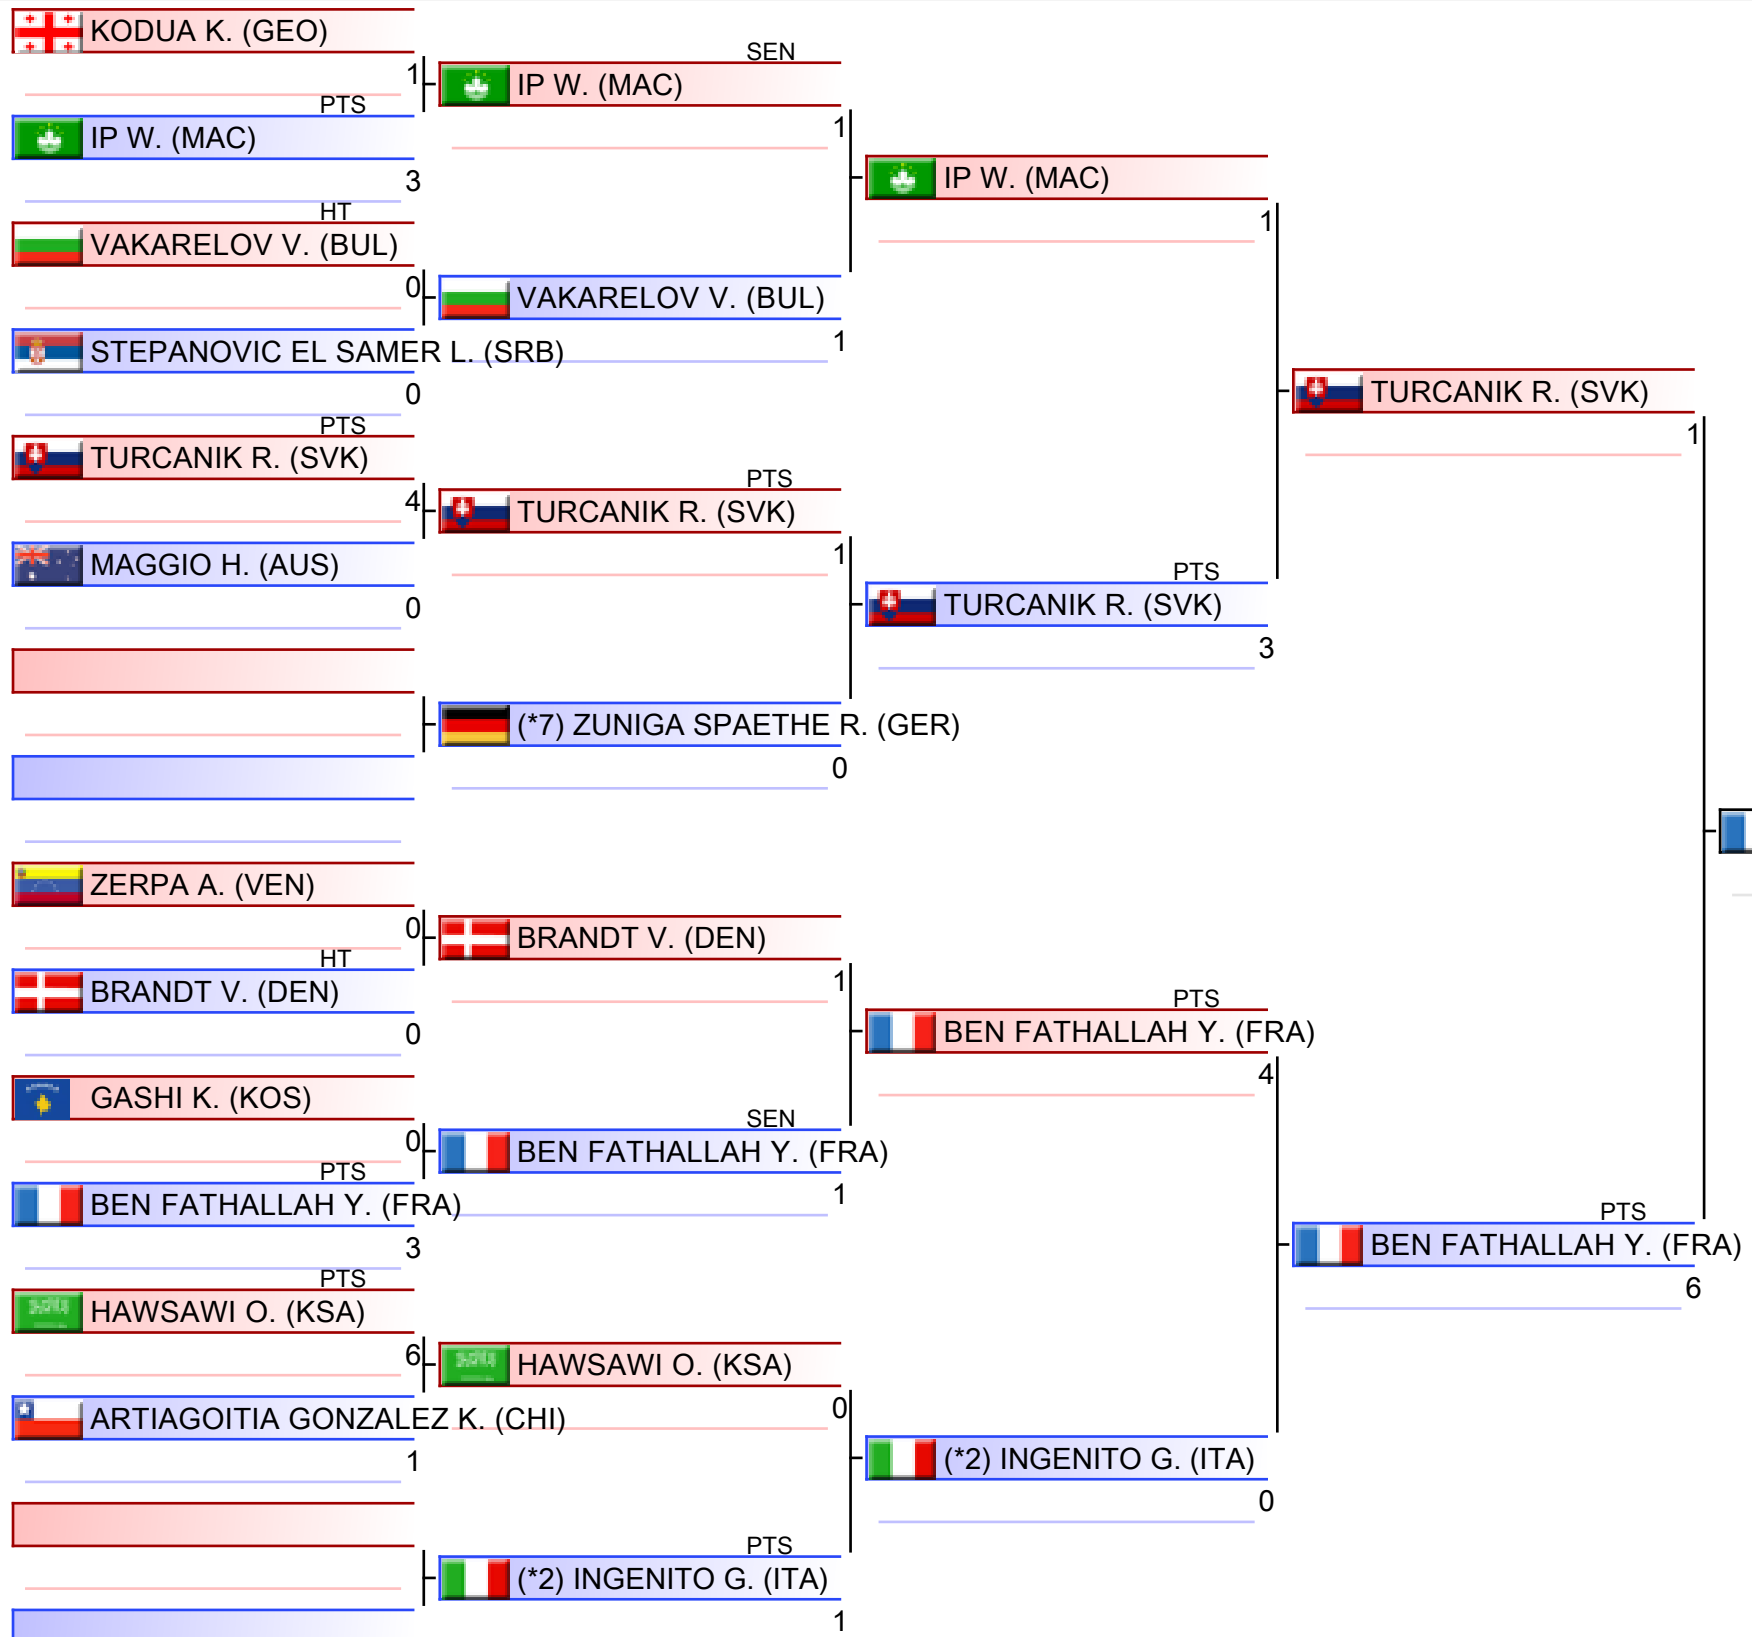 KODUA K. (GEO)
1
PTS
IP W. (MAC)
3
HT
VAKARELOV V. (BUL)
0
STEPANOVIC EL SAMER L. (SRB)
0
PTS
TURCANIK R. (SVK)
4
MAGGIO H. (AUS)
0
ZERPA A. (VEN)
0
HT
BRANDT V. (DEN)
0
GASHI K. (KOS)
0
PTS
BEN FATHALLAH Y. (FRA)
3
PTS
HAWSAWI O. (KSA)
6
ARTIAGOITIA GONZALEZ K. (CHI)
1
SEN
IP W. (MAC)
1
VAKARELOV V. (BUL)
1
PTS
TURCANIK R. (SVK)
1
(*7) ZUNIGA SPAETHE R. (GER)
0
BRANDT V. (DEN)
1
SEN
BEN FATHALLAH Y. (FRA)
1
HAWSAWI O. (KSA)
0
PTS
(*2) INGENITO G. (ITA)
1
IP W. (MAC)
1
PTS
TURCANIK R. (SVK)
3
PTS
BEN FATHALLAH Y. (FRA)
4
(*2) INGENITO G. (ITA)
0
TURCANIK R. (SVK)
1
PTS
BEN FATHALLAH Y. (FRA)
6